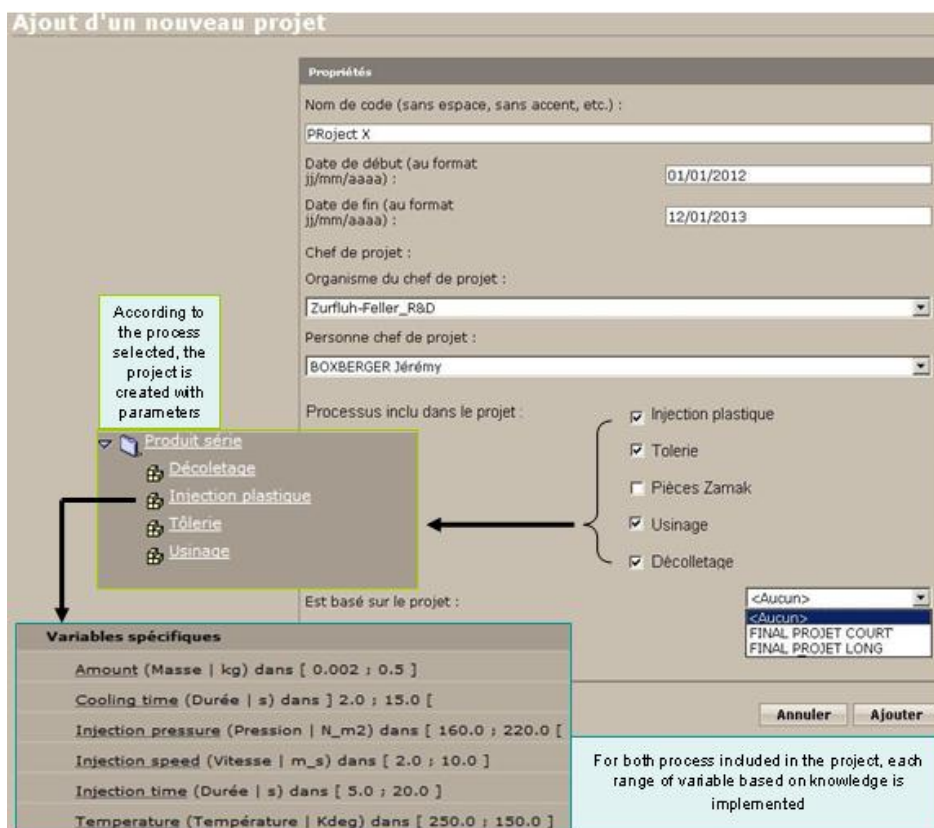 Ajout d'un nouveau projet
Propriétés
Nom de code (sans espace, sans accent, etc.) :
PRoject X
Date de début (au format
jj/mm/aaaa) :
01/01/2012
Date de fin (au format
jj/mm/aaaa) :
12/01/2013
Chef de projet :
Organisme du chef de projet :
Zurfluh-Feller_R&D
Personne chef de projet :
BOXBERGER Jérémy
According to
the process
selected, the
project is
created with
parameters
Processus inclu dans le projet :
Injection plastique
Tolerie
Pièces Zamak
Usinage
Décolletage
Produit série
Décoletage
Injection plastique
Tôlerie
Usinage
Est basé sur le projet :
<Aucun>
<Aucun>
FINAL PROJET COURT
FINAL PROJET LONG
Variables spécifiques
Amount (Masse | kg) dans [ 0.002 ; 0.5 ]
Cooling time (Durée | s) dans ] 2.0 ; 15.0 [
Injection pressure (Pression | N_m2) dans [ 160.0 ; 220.0 [
Injection speed (Vitesse | m_s) dans [ 2.0 ; 10.0 ]
Injection time (Durée | s) dans [ 5.0 ; 20.0 ]
Temperature (Température | Kdeg) dans [ 250.0 ; 150.0 ]
Annuler
Ajouter
For both process included in the project, each
range of variable based on knowledge is
implemented